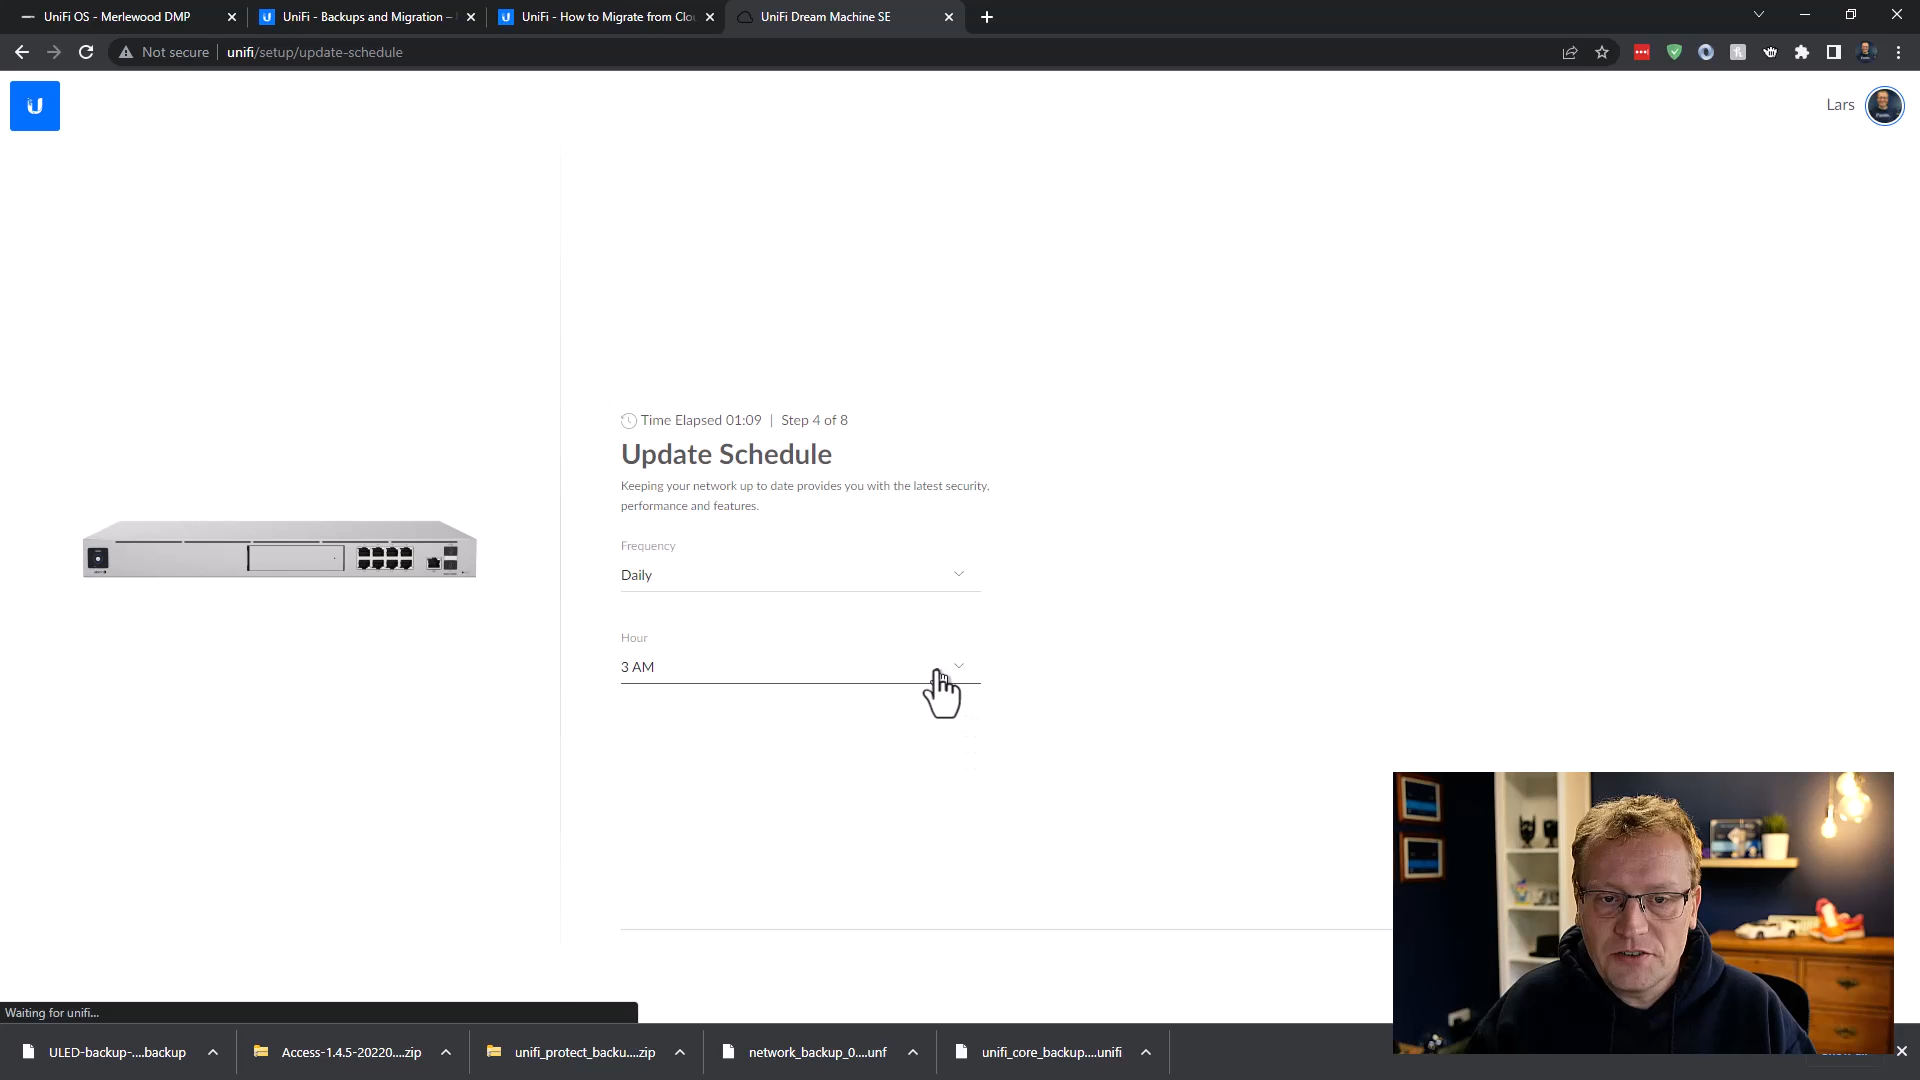 UniFi OS - Merlewood DMP
UniFi - Backups and Migration –
UniFi - How to Migrate from Clo
UniFi Dream Machine SE
Not secure
unifi/setup/update-schedule
Lars
Time Elapsed 01:09 | Step 4 of 8
Update Schedule
Keeping your network up to date provides you with the latest security,
performance and features.
Frequency
Daily
Hour
3 AM
Waiting for unifi...
ULED-backup-....backup
Access-1.4.5-20220....zip
unifi_protect_backu....zip
network_backup_0....unf
unifi_core_backup....unifi